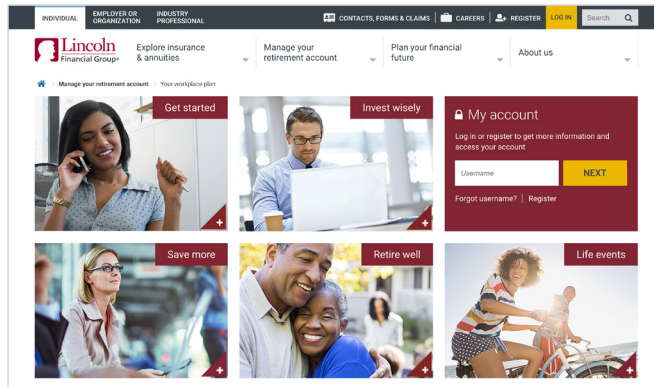 INDIVIDUAL
EMPLOYER OR
ORGANIZATION
INDUSTRY
PROFESSIONAL
CONTACTS, FORMS & CLAIMS
CAREERS
REGISTER
LOG IN
Search
Lincoln
Financial Group®
Explore insurance
& annuities
Manage your
retirement account
Plan your financial
future
About us
Manage your retirement account
Your workplace plan
Get started
Invest wisely
My account
Log in or register to get more information and
access your account
Username
NEXT
Forgot username? | Register
Save more
Retire well
Life events